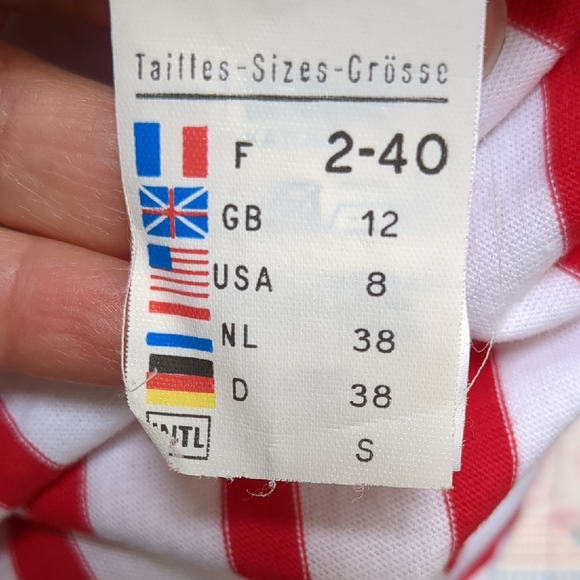 Tailles-Sizes-Grösse
F 2-40
GB 12
USA 8
NL 38
D 38
INTL S